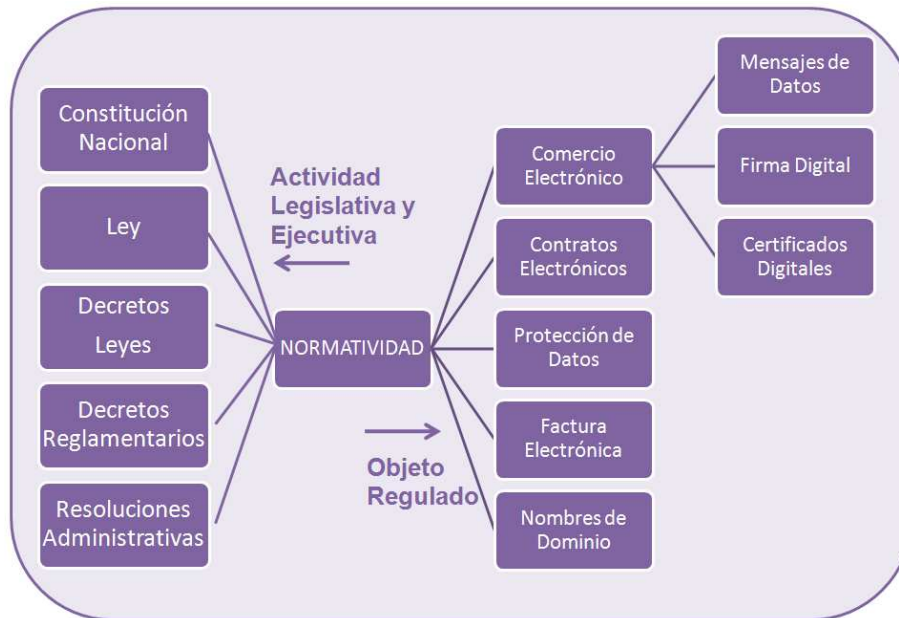 Constitución
Nacional
Ley
Decretos
Leyes
Decretos
Reglamentarios
Resoluciones
Administrativas
Actividad
Legislativa y
Ejecutiva
NORMATIVIDAD
Objeto
Regulado
Comercio
Electrónico
Contratos
Electrónicos
Protección de
Datos
Factura
Electrónica
Nombres de
Dominio
Mensajes de
Datos
Firma Digital
Certificados
Digitales